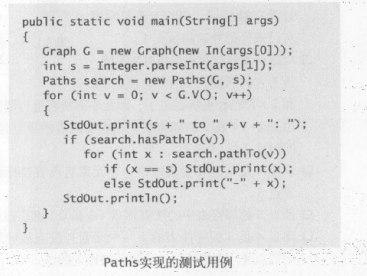 public static void main(String[] args)
{
Graph G = new Graph(new In(args[0]));
int s = Integer.parseInt(args[1]);
Paths search = new Paths(G, s);
for (int v = 0; v < G.V(); v++)
{
StdOut.print(s + " to " + v + ": ");
if (search.hasPathTo(v))
for (int x : search.pathTo(v))
if (x == s) StdOut.print(x);
else StdOut.print("-" + x);
StdOut.println();
}
}
Paths实现的测试用例